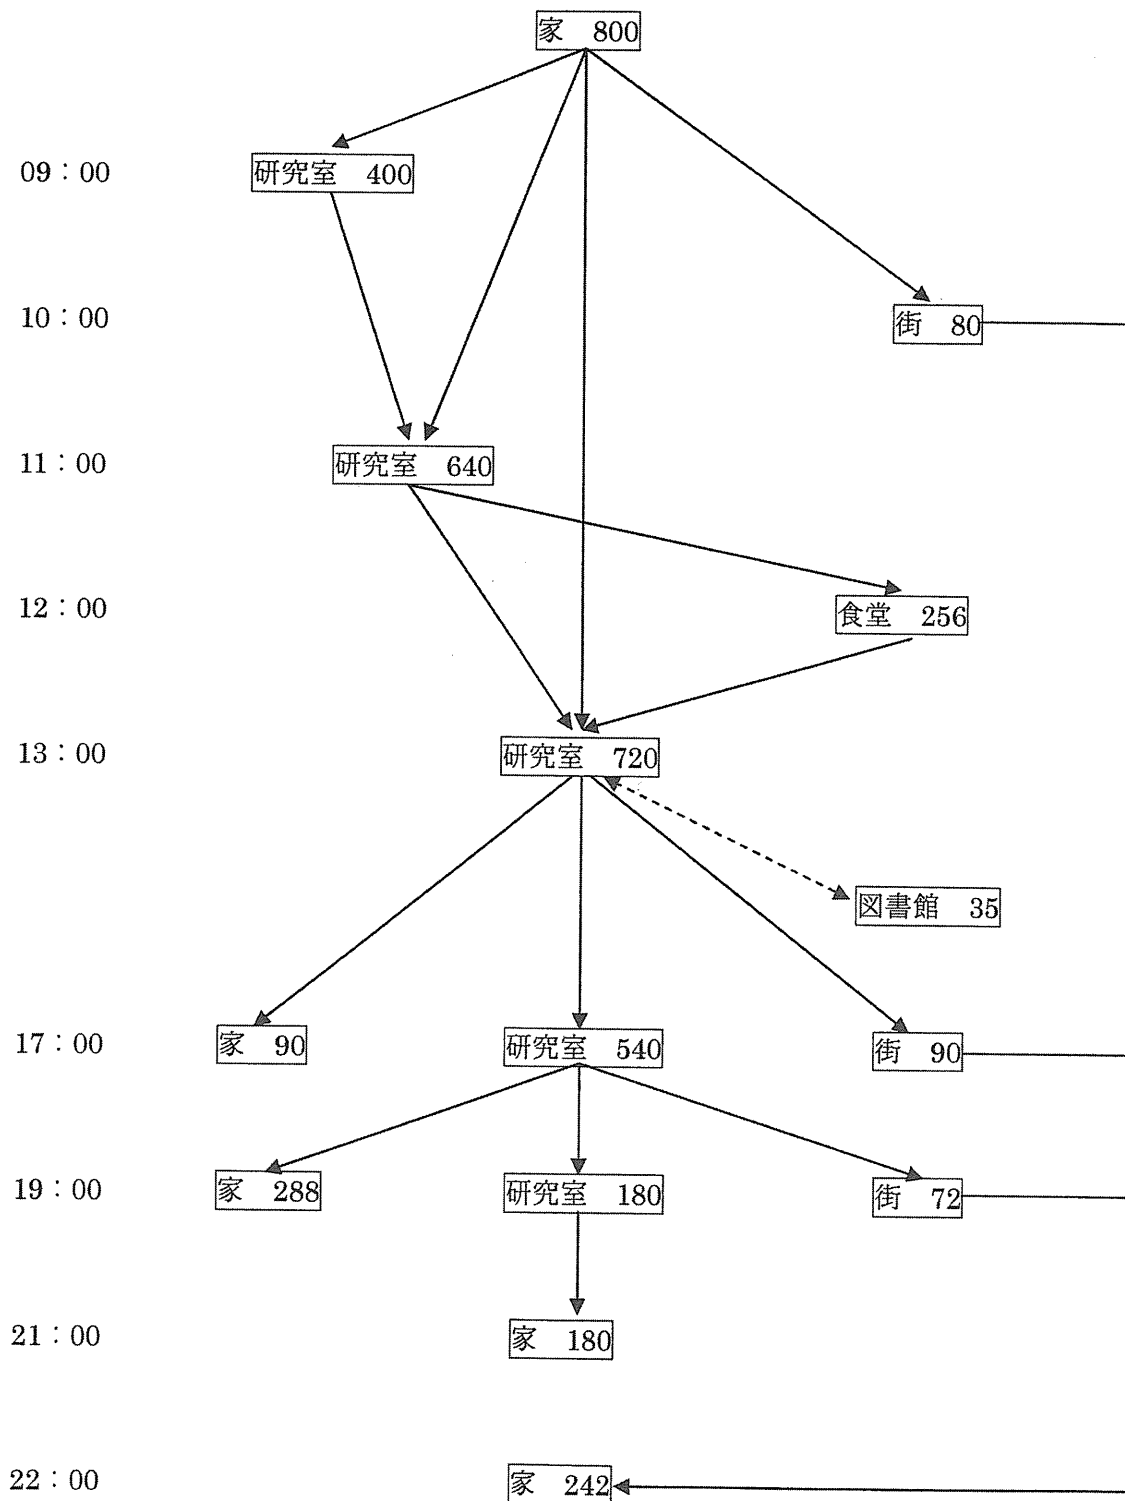 家 800
09：00 研究室 400
10：00 街 80
11：00 研究室 640
12：00 食堂 256
13：00 研究室 720
図書館 35
17：00 家 90 研究室 540 街 90
19：00 家 288 研究室 180 街 72
21：00 家 180
22：00 家 242